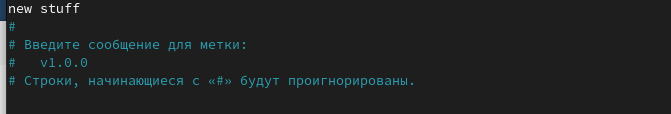 new stuff
#
# Введите сообщение для метки:
#   v1.0.0
# Строки, начинающиеся с «#» будут проигнорированы.